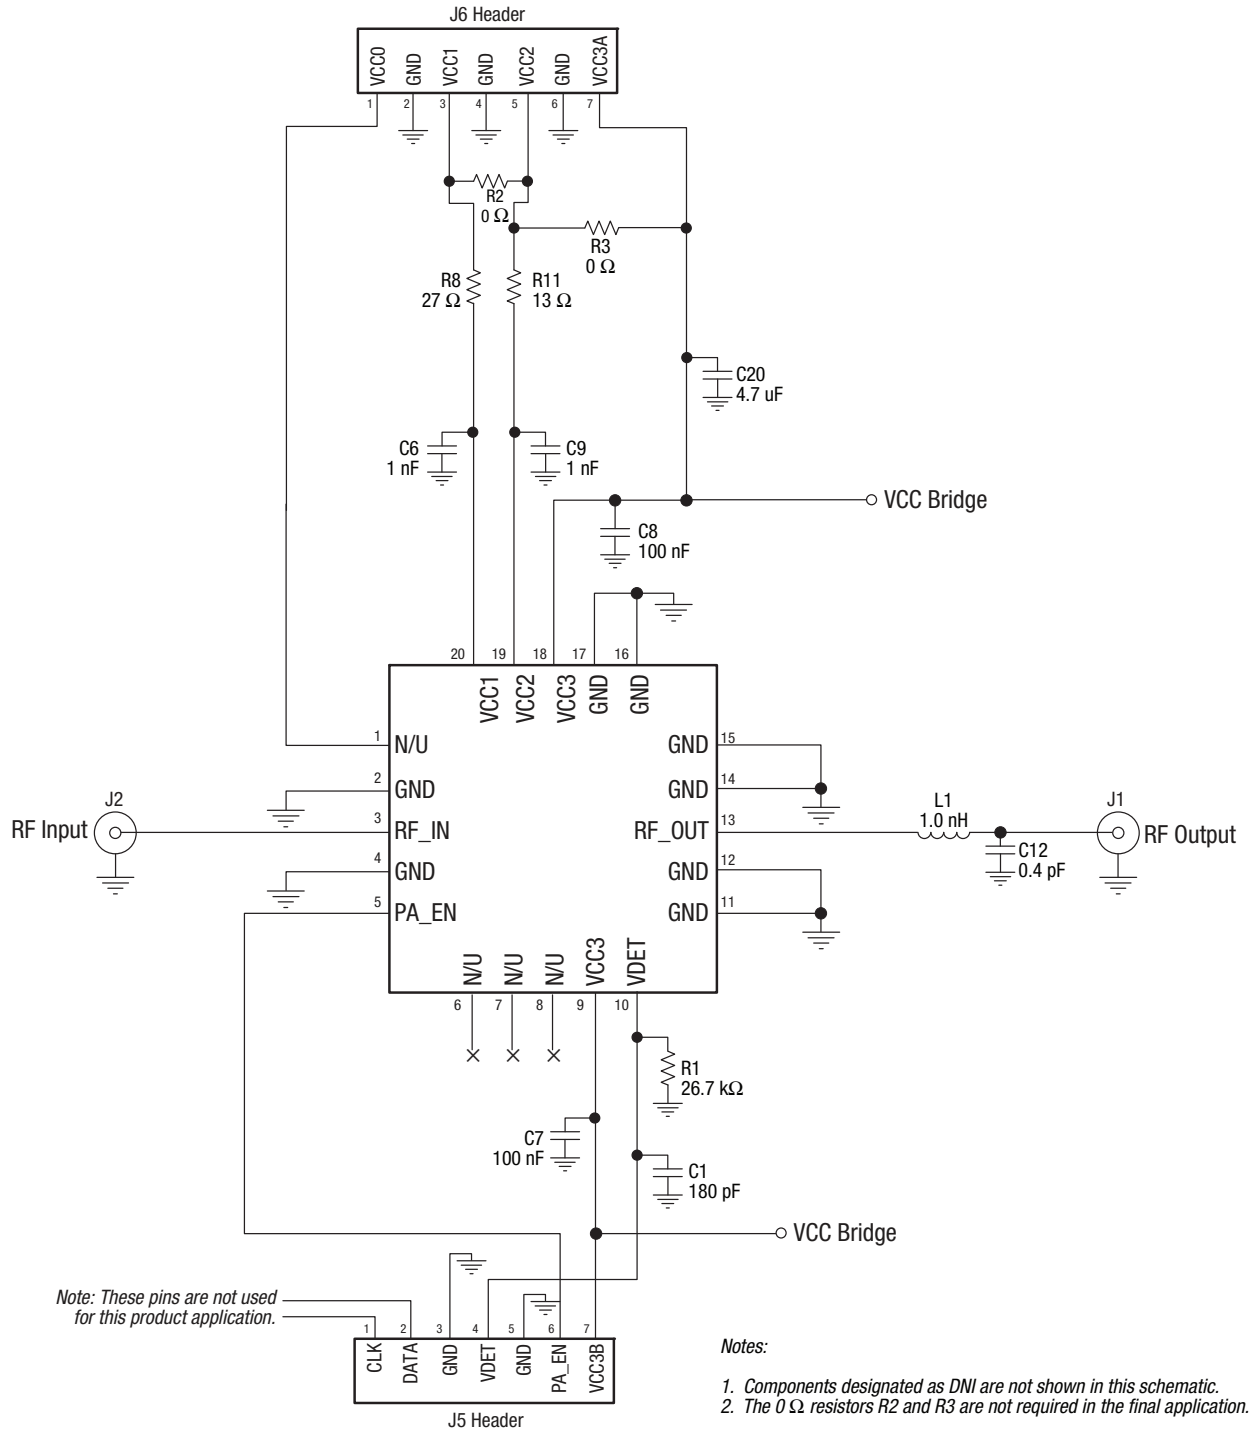 J6 Header
VCC0
GND
VCC1
GND
VCC2
GND
VCC3A
1
2
3
4
5
6
7
R2
0 Ω
R3
0 Ω
R8
27 Ω
R11
13 Ω
C20
4.7 uF
C6
1 nF
C9
1 nF
VCC Bridge
C8
100 nF
20
19
18
17
16
VCC1
VCC2
VCC3
GND
GND
1
N/U
GND
15
2
GND
GND
14
J2
RF Input
3
RF_IN
RF_OUT
13
L1
1.0 nH
J1
RF Output
C12
0.4 pF
4
GND
GND
12
5
PA_EN
GND
11
N/U
N/U
N/U
VCC3
VDET
6
7
8
9
10
R1
26.7 kΩ
C7
100 nF
C1
180 pF
VCC Bridge
Note: These pins are not used
for this product application.
1
2
3
4
5
6
7
CLK
DATA
GND
VDET
GND
PA_EN
VCC3B
J5 Header
Notes:
1. Components designated as DNI are not shown in this schematic.
2. The 0 Ω resistors R2 and R3 are not required in the final application.